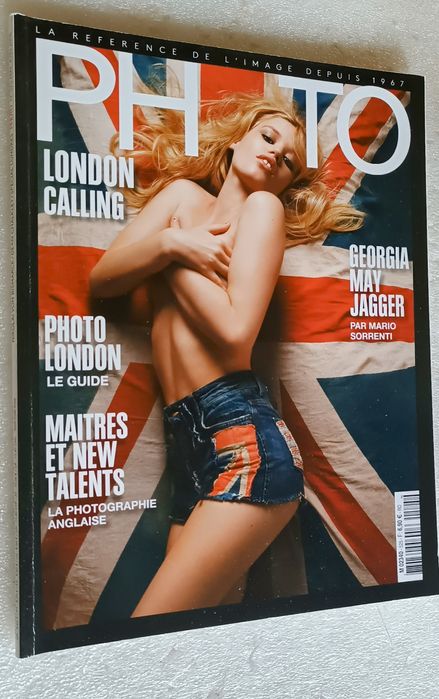 LA REFERENCE DE L'IMAGE DEPUIS 1967
PHOTO
LONDON
CALLING
GEORGIA
MAY
JAGGER
PAR MARIO
SORRENTI
PHOTO
LONDON
LE GUIDE
MAITRES
ET NEW
TALENTS
LA PHOTOGRAPHIE
ANGLAISE